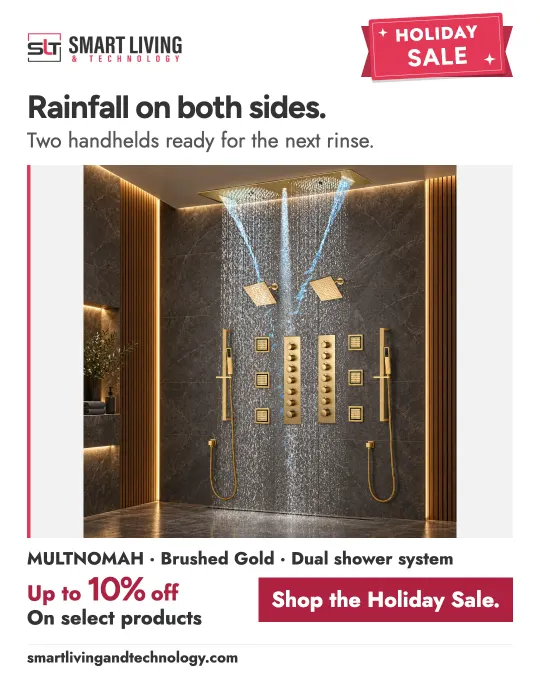 SLT SMART LIVING
& TECHNOLOGY
HOLIDAY
SALE
Rainfall on both sides.
Two handhelds ready for the next rinse.
MULTNOMAH · Brushed Gold · Dual shower system
Up to 10% off
On select products
Shop the Holiday Sale.
smartlivingandtechnology.com